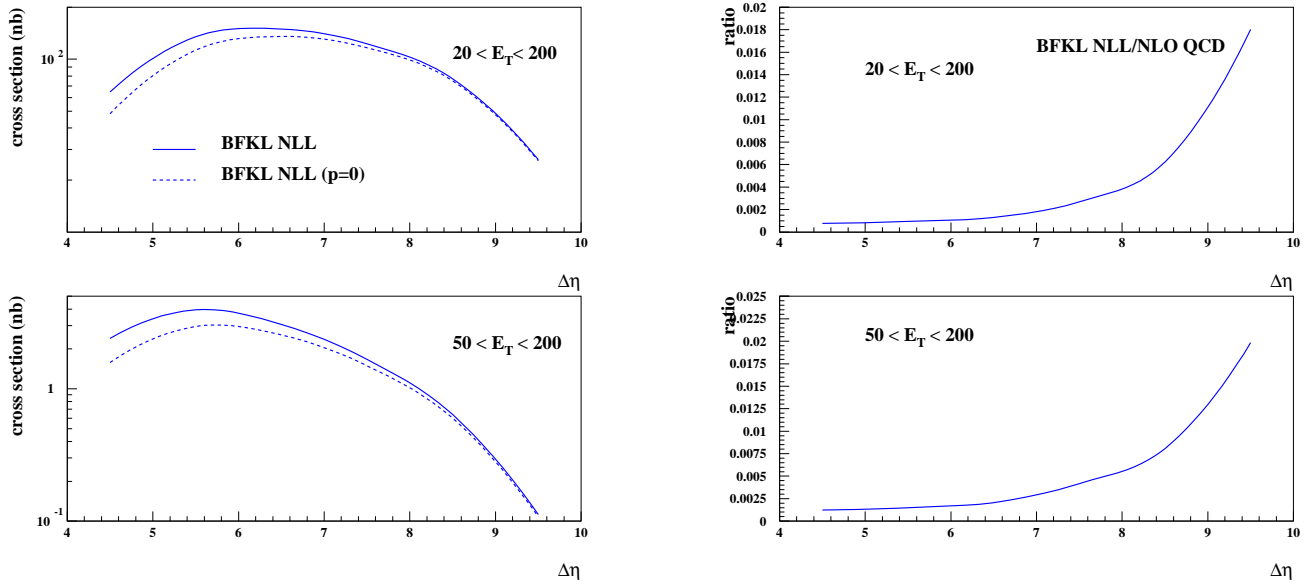 cross section (nb)
10 2
20 < E_T < 200
BFKL NLL
BFKL NLL (p=0)
4 5 6 7 8 9 10
Δη
ratio
0.02
0.018
0.016
0.014
0.012
0.01
0.008
0.006
0.004
0.002
0
BFKL NLL/NLO QCD
20 < E_T < 200
4 5 6 7 8 9 10
Δη
cross section (nb)
1
10 -1
50 < E_T < 200
4 5 6 7 8 9 10
Δη
ratio
0.025
0.0225
0.02
0.0175
0.015
0.0125
0.01
0.0075
0.005
0.0025
0
50 < E_T < 200
4 5 6 7 8 9 10
Δη